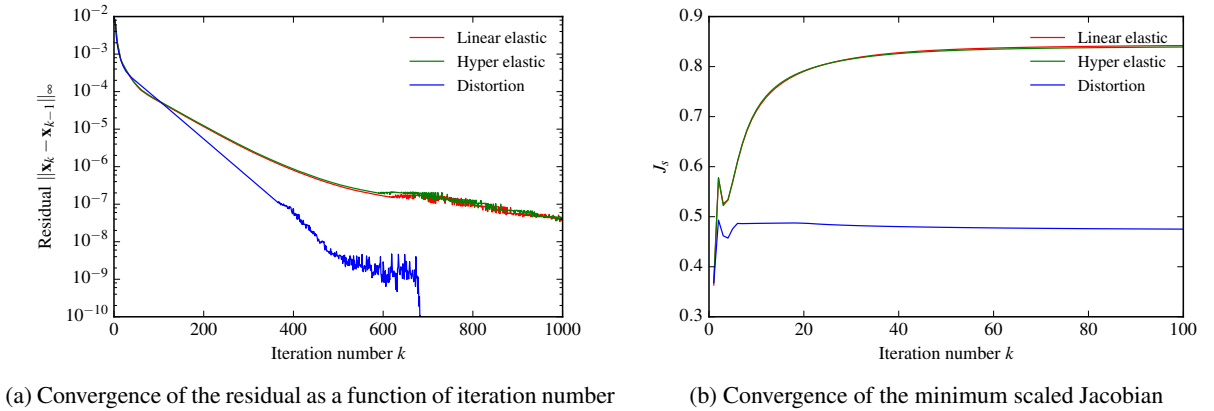 10⁻²
10⁻³
10⁻⁴
10⁻⁵
10⁻⁶
10⁻⁷
10⁻⁸
10⁻⁹
10⁻¹⁰
Residual ||x_k − x_{k−1}||_∞
0 200 400 600 800 1000
Iteration number k
Linear elastic
Hyper elastic
Distortion
(a) Convergence of the residual as a function of iteration number
0.9
0.8
0.7
0.6
0.5
0.4
0.3
J_s
0 20 40 60 80 100
Iteration number k
Linear elastic
Hyper elastic
Distortion
(b) Convergence of the minimum scaled Jacobian